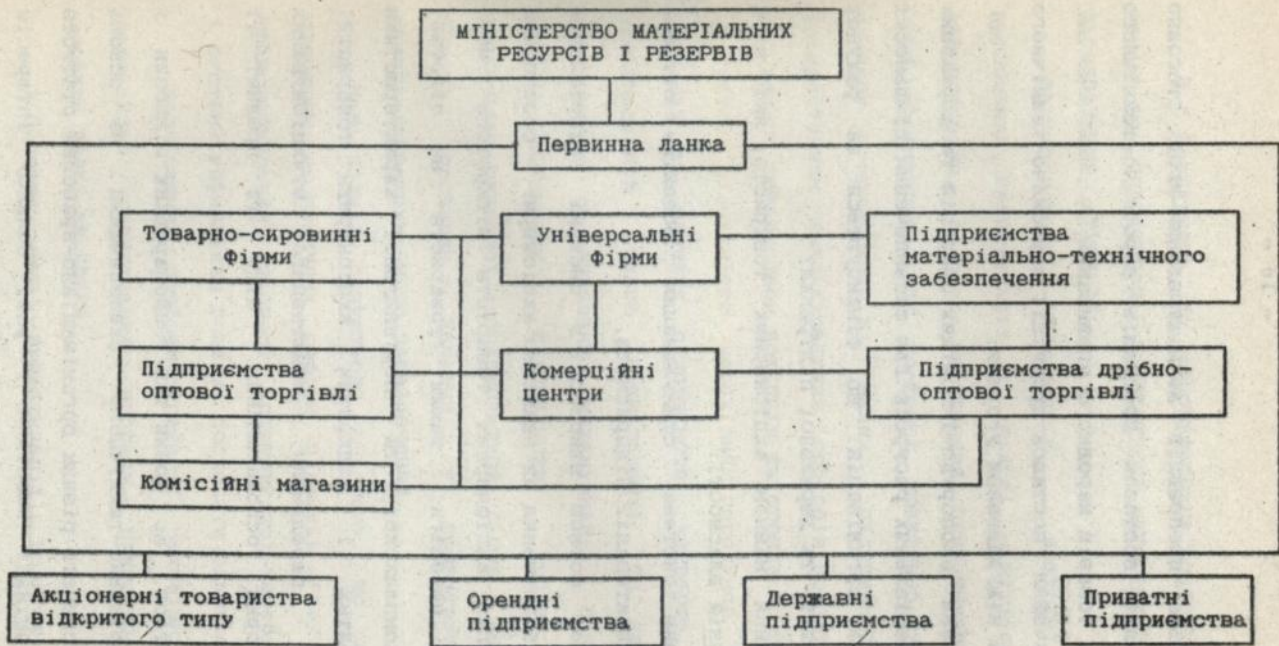 МІНІСТЕРСТВО МАТЕРІАЛЬНИХ
РЕСУРСІВ І РЕЗЕРВІВ
Первинна ланка
Товарно-сировинні
фірми
Універсальні
фірми
Підприємства
матеріально-технічного
забезпечення
Підприємства
оптової торгівлі
Комерційні
центри
Підприємства дрібно-
оптової торгівлі
Комісійні магазини
Акціонерні товариства
відкритого типу
Орендні
підприємства
Державні
підприємства
Приватні
підприємства